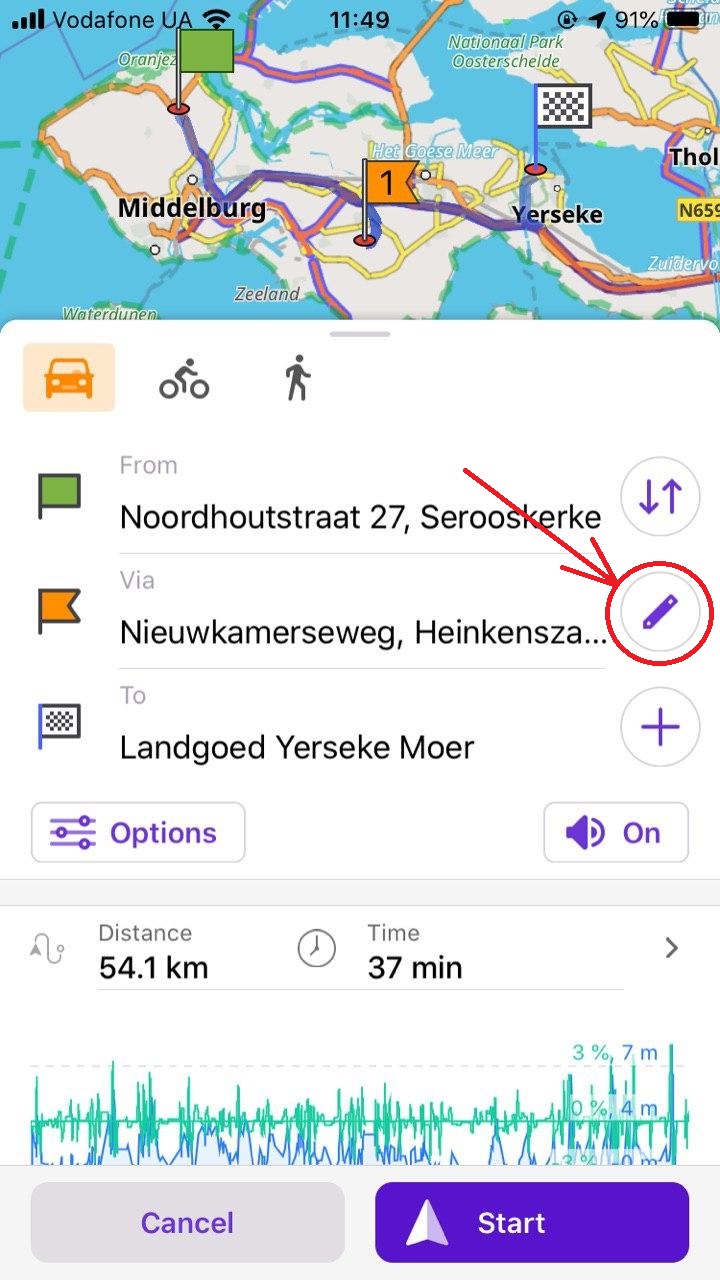 Vodafone UA 11:49 91%
Nationaal Park
Oosterschelde
Het Goese Meer
1
Thol
Middelburg
Yerseke
N659
Zuidervo
Zeeland
Waterdunen
From
Noordhoutstraat 27, Serooskerke
Via
Nieuwkamerseweg, Heinkensza...
To
Landgoed Yerseke Moer
Options
On
Distance
54.1 km
Time
37 min
3 %, 7 m
0 %, 4 m
Cancel
Start